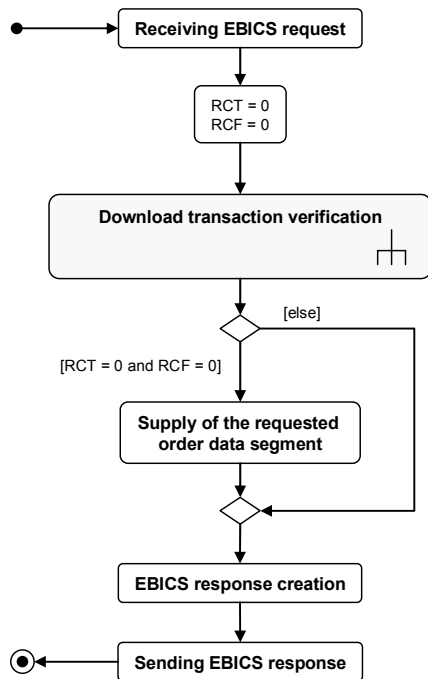 Receiving EBICS request
RCT = 0
RCF = 0
Download transaction verification
[else]
[RCT = 0 and RCF = 0]
Supply of the requested
order data segment
EBICS response creation
Sending EBICS response